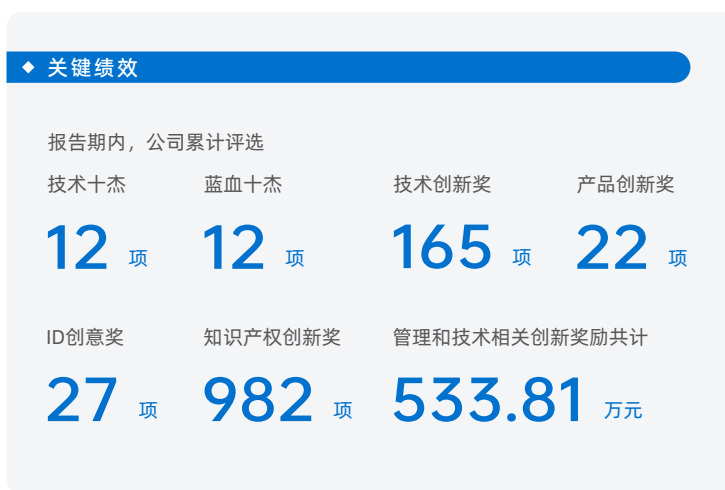 关键绩效
报告期内，公司累计评选
技术十杰 蓝血十杰 技术创新奖 产品创新奖
12 项 12 项 165 项 22 项
ID创意奖 知识产权创新奖 管理和技术相关创新奖励共计
27 项 982 项 533.81 万元